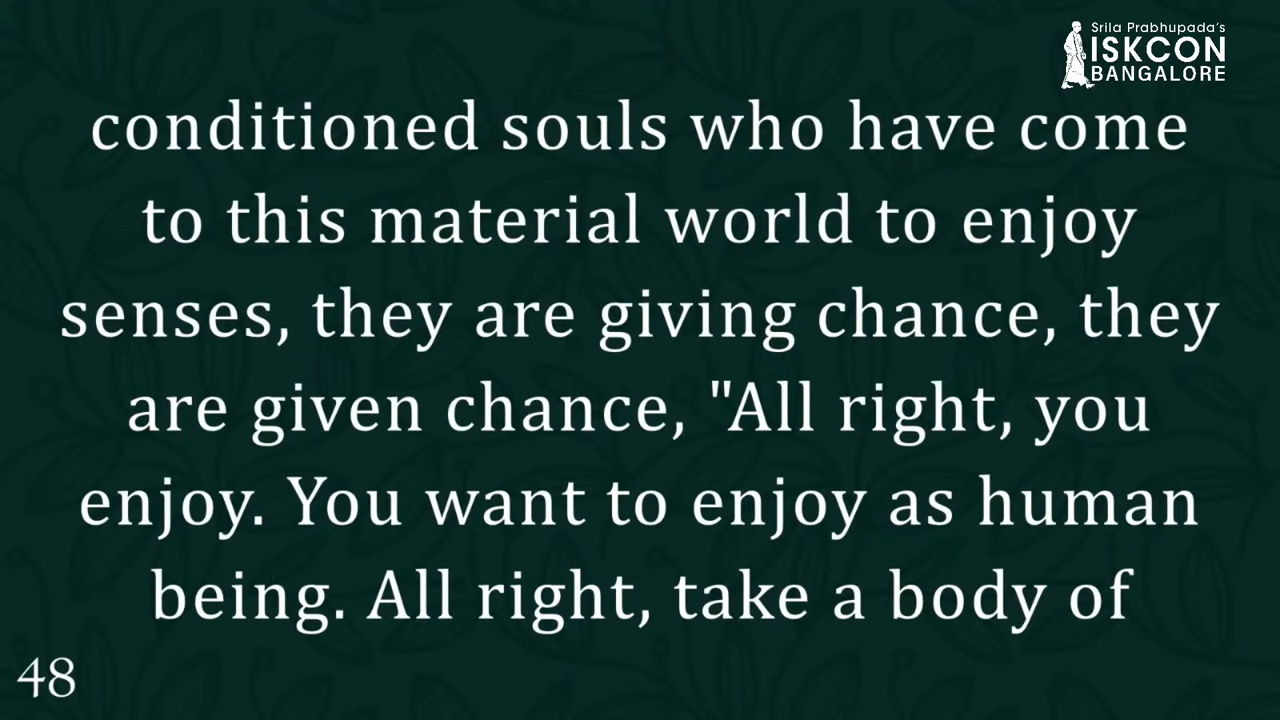 Srila Prabhupada's
ISKCON
BANGALORE
conditioned souls who have come
to this material world to enjoy
senses, they are giving chance, they
are given chance, "All right, you
enjoy. You want to enjoy as human
being. All right, take a body of
48